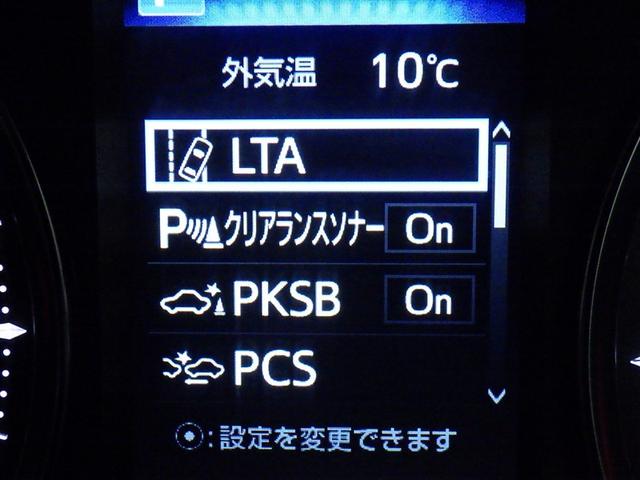 外気温 10℃
LTA
P クリアランスソナー On
PKSB On
PCS
⦿:設定を変更できます